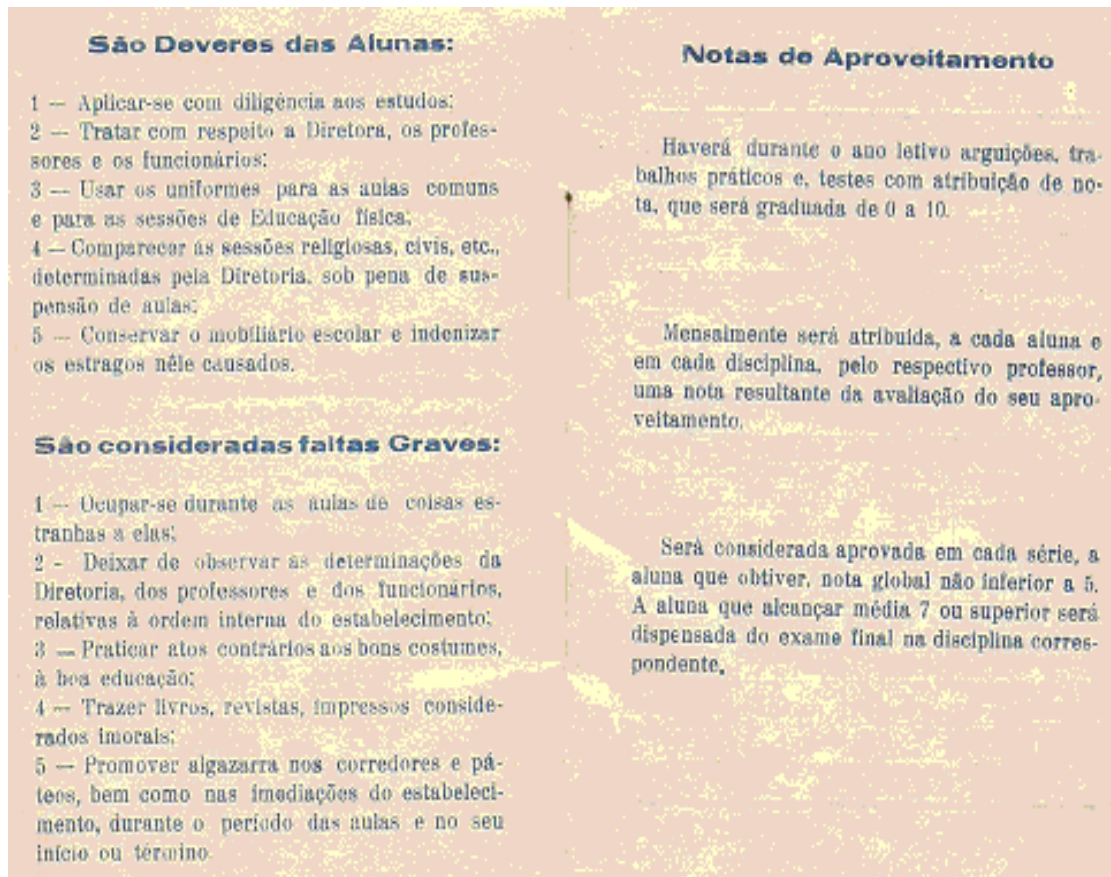 São Deveres das Alunas:
1 — Aplicar-se com diligência aos estudos;
2 — Tratar com respeito a Diretora, os profes-
sores e os funcionários;
3 — Usar os uniformes para as aulas comuns
e para as sessões de Educação física;
4 — Comparecer às sessões religiosas, civis, etc.,
determinadas pela Diretoria, sob pena de sus-
pensão de aulas;
5 — Conservar o mobiliário escolar e indenizar
os estragos nêle causados.
São consideradas faltas Graves:
1 — Ocupar-se durante as aulas de coisas es-
tranhas a elas;
2 - Deixar de observar as determinações da
Diretoria, dos professores e dos funcionários,
relativas à ordem interna do estabelecimento;
3 — Praticar atos contrários aos bons costumes,
à boa educação;
4 — Trazer livros, revistas, impressos conside-
rados imorais;
5 — Promover algazarra nos corredores e pá-
teos, bem como nas imediações do estabeleci-
mento, durante o período das aulas e no seu
início ou término.
Notas de Aproveitamento
Haverá durante o ano letivo arguições, tra-
balhos práticos e, testes com atribuição de no-
ta, que será graduada de 0 a 10.
Mensalmente será atribuida, a cada aluna e
em cada disciplina, pelo respectivo professor,
uma nota resultante da avaliação do seu apro-
veitamento.
Será considerada aprovada em cada série, a
aluna que obtiver, nota global não inferior a 5.
A aluna que alcançar média 7 ou superior será
dispensada do exame final na disciplina corres-
pondente.